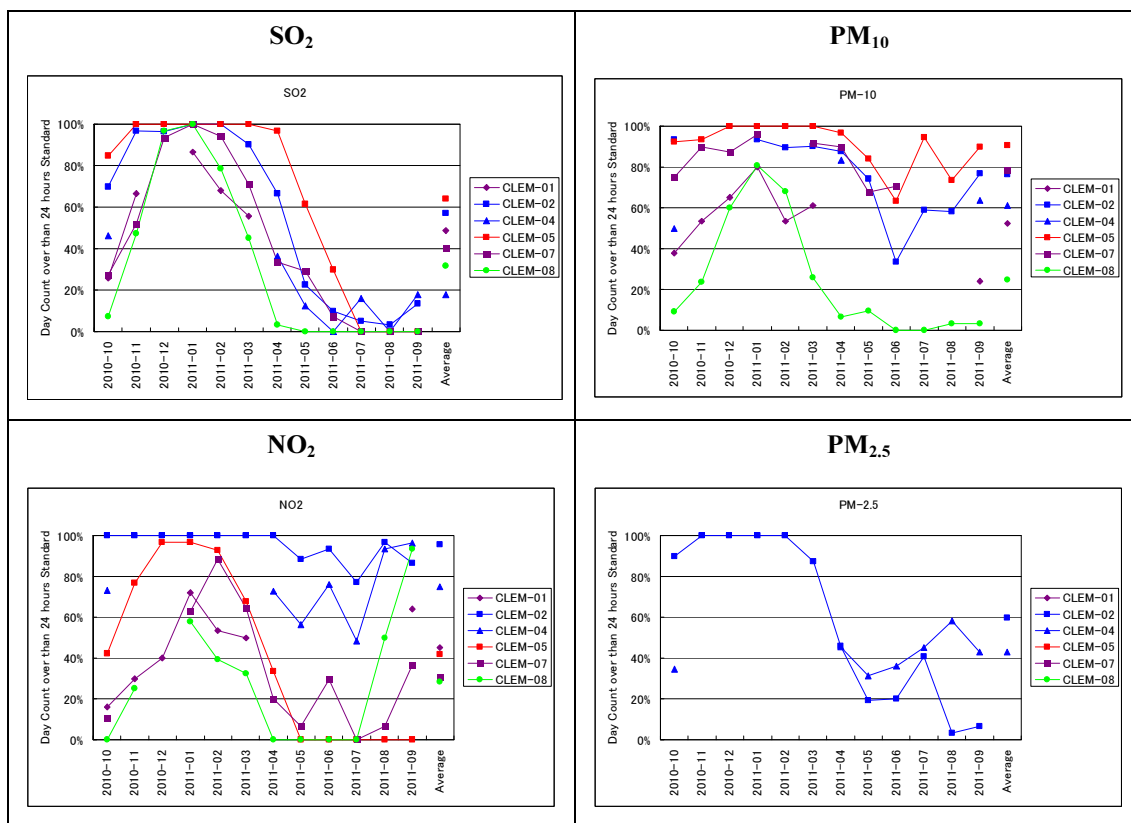 SO2
PM10
SO2
Day Count over than 24 hours Standard
100%
80%
60%
40%
20%
0%
2010-10
2010-11
2010-12
2011-01
2011-02
2011-03
2011-04
2011-05
2011-06
2011-07
2011-08
2011-09
Average
CLEM-01
CLEM-02
CLEM-04
CLEM-05
CLEM-07
CLEM-08
PM-10
Day Count over than 24 hours Standard
100%
80%
60%
40%
20%
0%
2010-10
2010-11
2010-12
2011-01
2011-02
2011-03
2011-04
2011-05
2011-06
2011-07
2011-08
2011-09
Average
CLEM-01
CLEM-02
CLEM-04
CLEM-05
CLEM-07
CLEM-08
NO2
PM2.5
NO2
Day Count over than 24 hours Standard
100%
80%
60%
40%
20%
0%
2010-10
2010-11
2010-12
2011-01
2011-02
2011-03
2011-04
2011-05
2011-06
2011-07
2011-08
2011-09
Average
CLEM-01
CLEM-02
CLEM-04
CLEM-05
CLEM-07
CLEM-08
PM-2.5
Day Count over than 24 hours Standard
100%
80%
60%
40%
20%
0%
2010-10
2010-11
2010-12
2011-01
2011-02
2011-03
2011-04
2011-05
2011-06
2011-07
2011-08
2011-09
Average
CLEM-01
CLEM-02
CLEM-04
CLEM-05
CLEM-07
CLEM-08